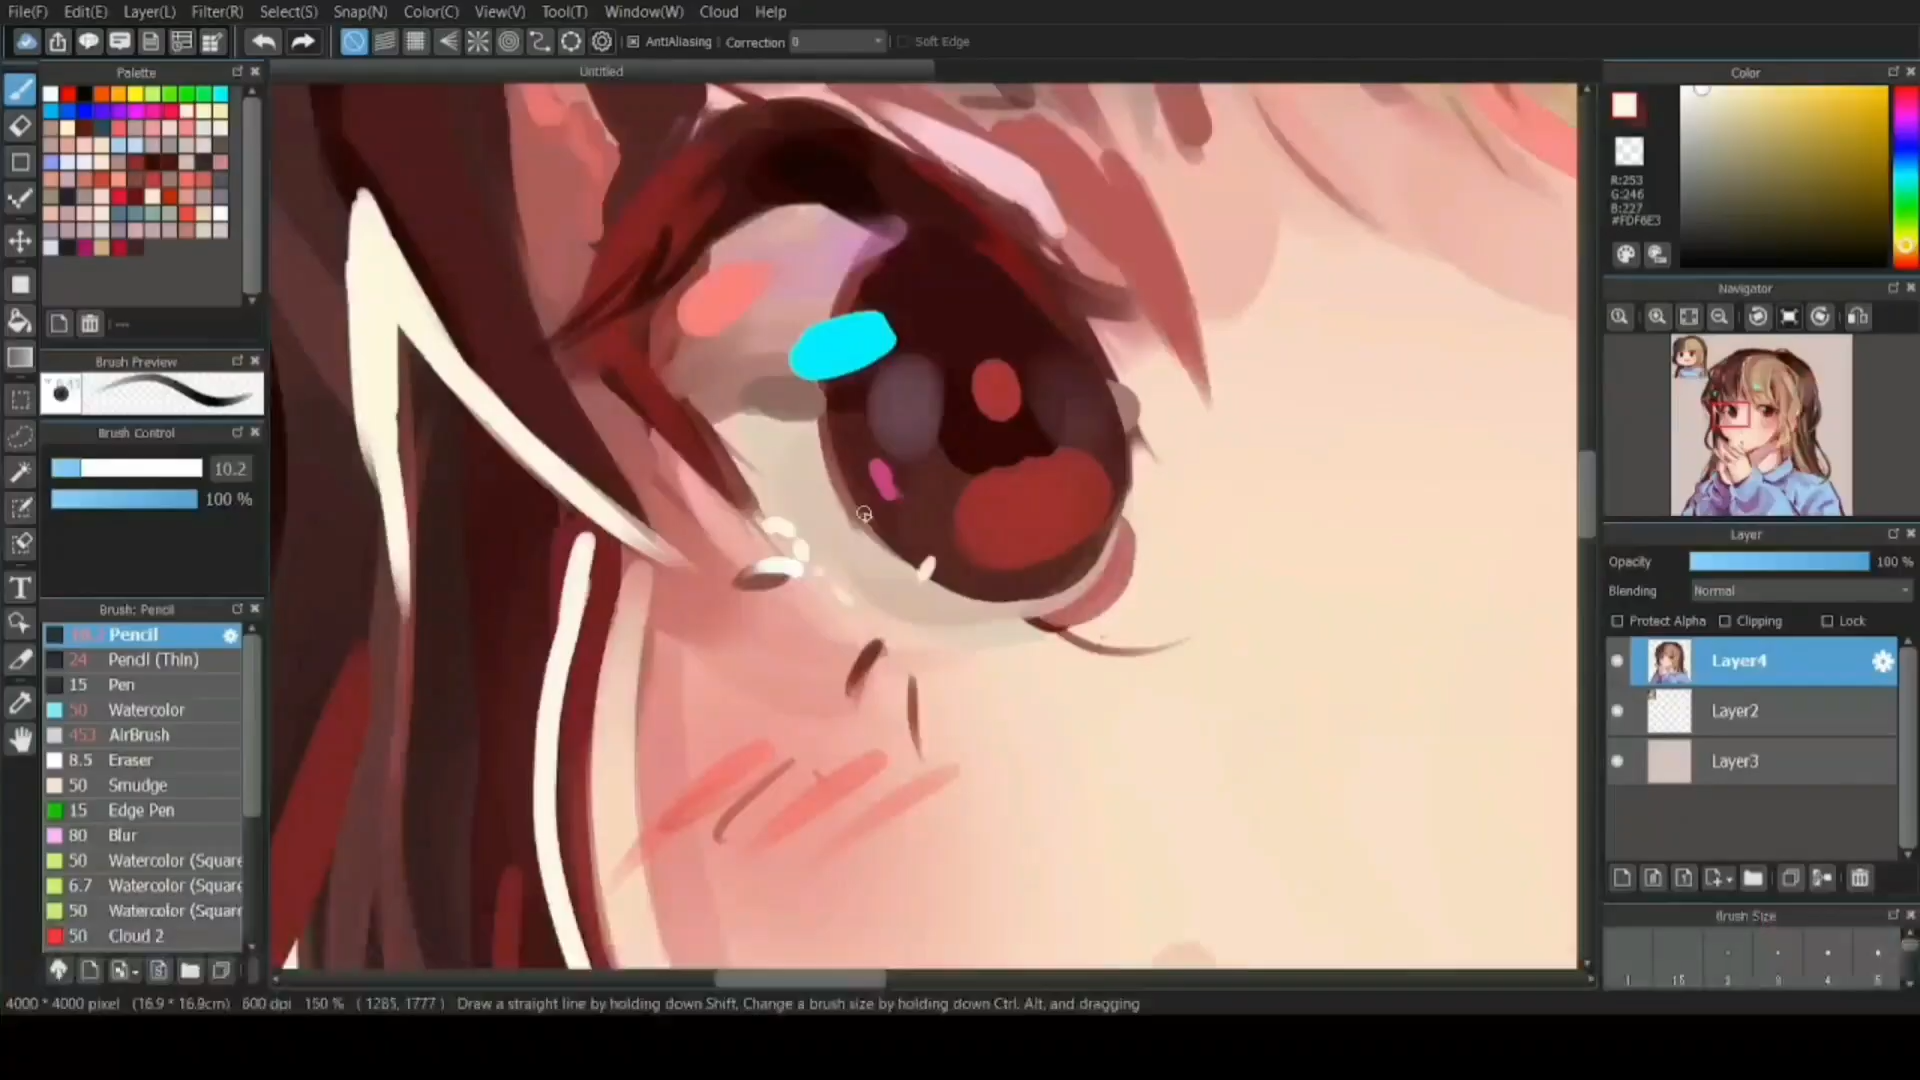 File(F) Edit(E) Layer(L) Filter(R) Select(S) Snap(N) Color(C) View(V) Tool(T) Window(W) Cloud Help
AntiAliasing Correction 0 Soft Edge
Palette
Untitled
Color
R:253
G:246
B:227
#FDF6E3
Navigator
---
Brush Preview
Brush Control
10.2
100 %
Brush: Pencil
Pencil
24 Pencil (Thin)
15 Pen
50 Watercolor
453 AirBrush
8.5 Eraser
50 Smudge
15 Edge Pen
80 Blur
50 Watercolor (Square
6.7 Watercolor (Square
50 Watercolor (Square
50 Cloud 2
Layer
Opacity 100 %
Blending Normal
Protect Alpha Clipping Lock
Layer4
Layer2
Layer3
Brush Size
4000 * 4000 pixel (16.9 * 16.9cm) 600 dpi 150 % ( 1285, 1777 ) Draw a straight line by holding down Shift, Change a brush size by holding down Ctrl, Alt, and dragging